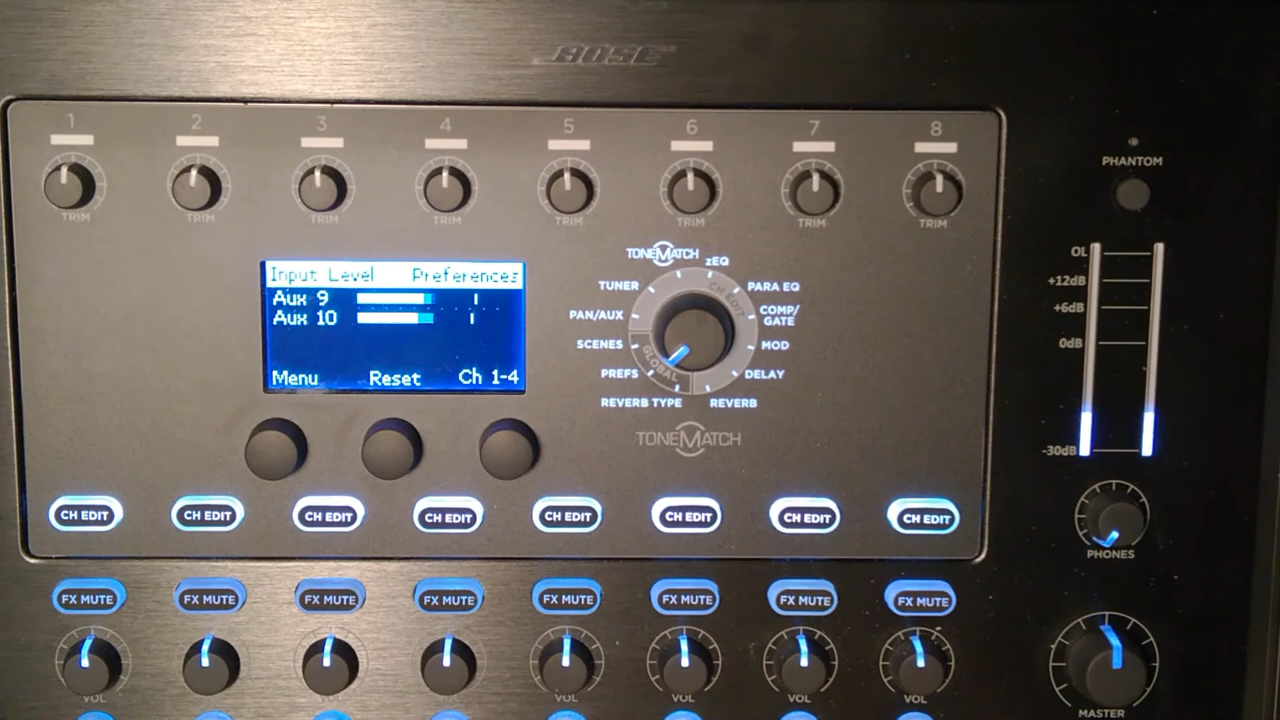 BOSE
1 2 3 4 5 6 7 8
TRIM TRIM TRIM TRIM TRIM TRIM TRIM TRIM
PHANTOM
Input Level Preferences
Aux 9
Aux 10
Menu Reset Ch 1-4
TONEMATCH
zEQ
TUNER
PARA EQ
PAN/AUX
COMP/
GATE
SCENES
MOD
PREFS
DELAY
REVERB TYPE
REVERB
CH EDIT
GLOBAL
TONEMATCH
OL
+12dB
+6dB
0dB
-30dB
CH EDIT CH EDIT CH EDIT CH EDIT CH EDIT CH EDIT CH EDIT CH EDIT
PHONES
FX MUTE FX MUTE FX MUTE FX MUTE FX MUTE FX MUTE FX MUTE FX MUTE
VOL VOL VOL VOL VOL VOL VOL
MASTER